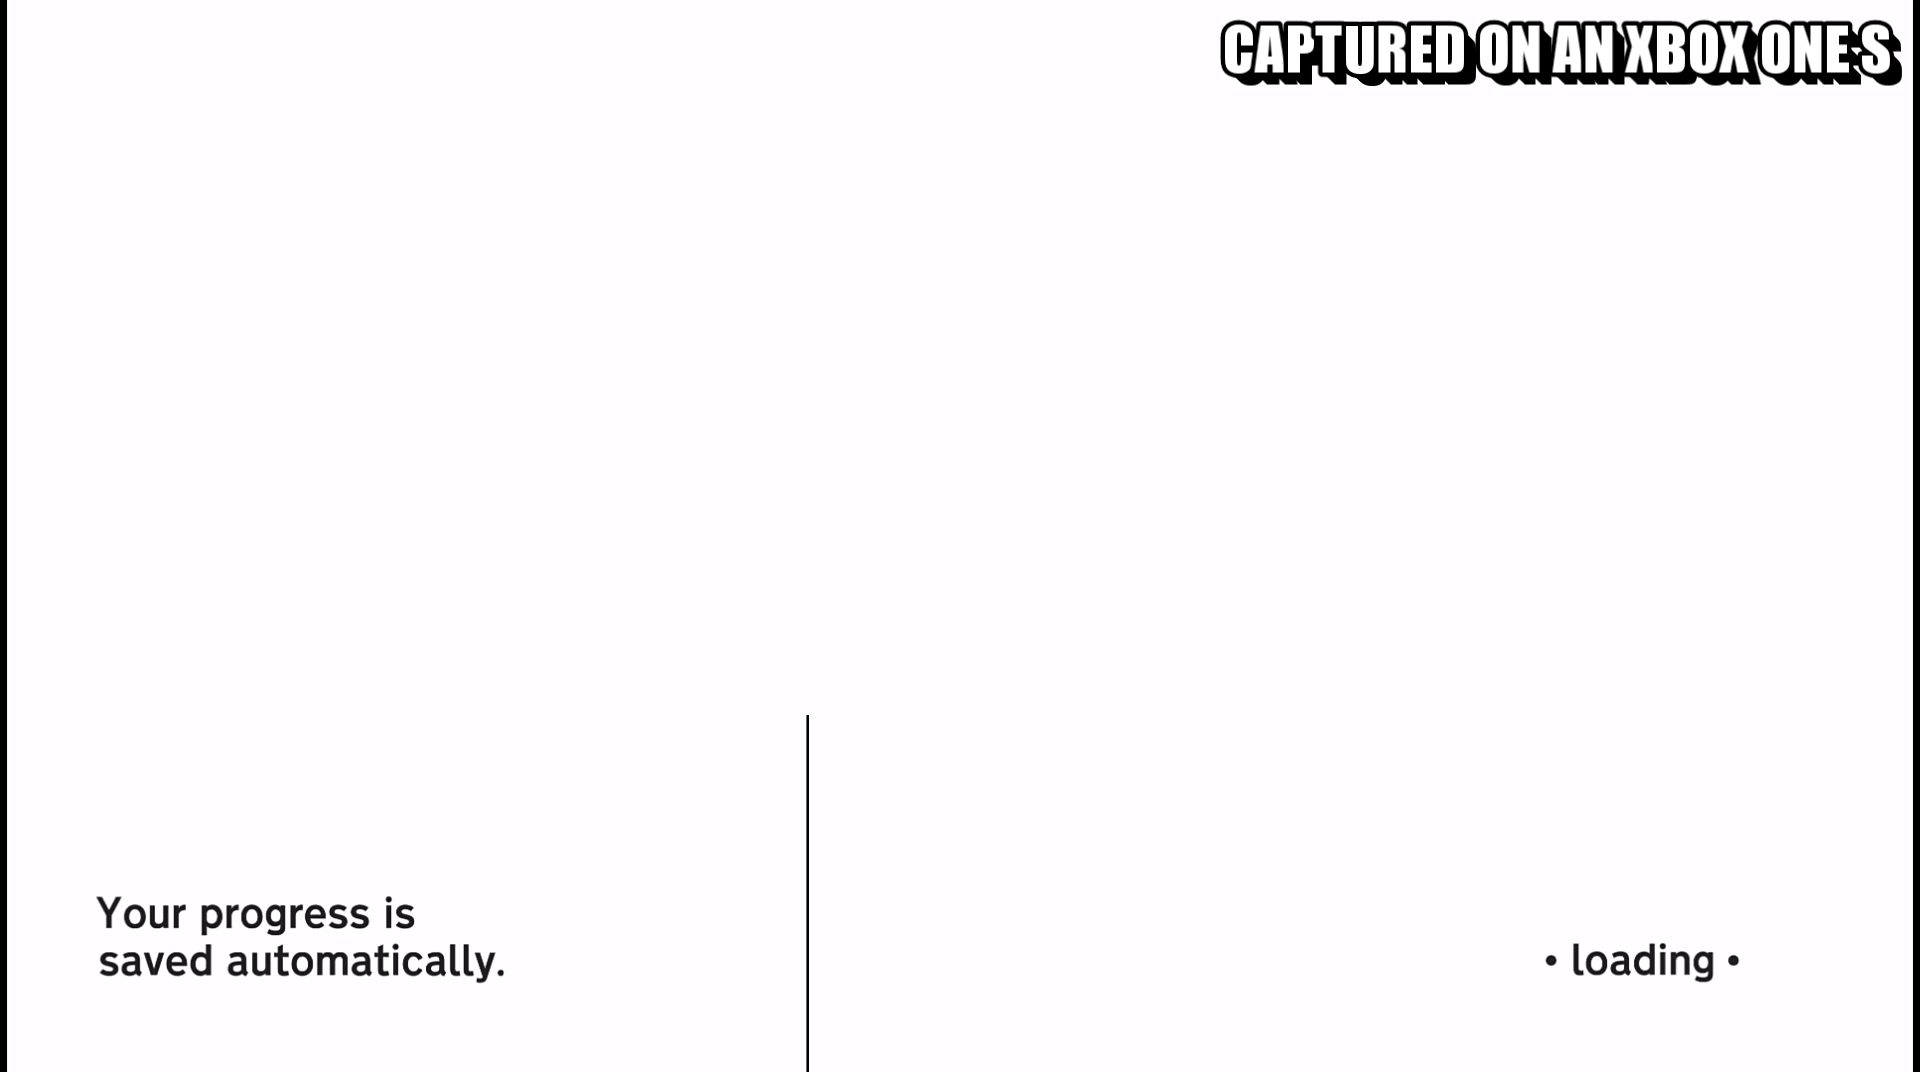 CAPTURED ON AN XBOX ONE S
Your progress is
saved automatically.
• loading •